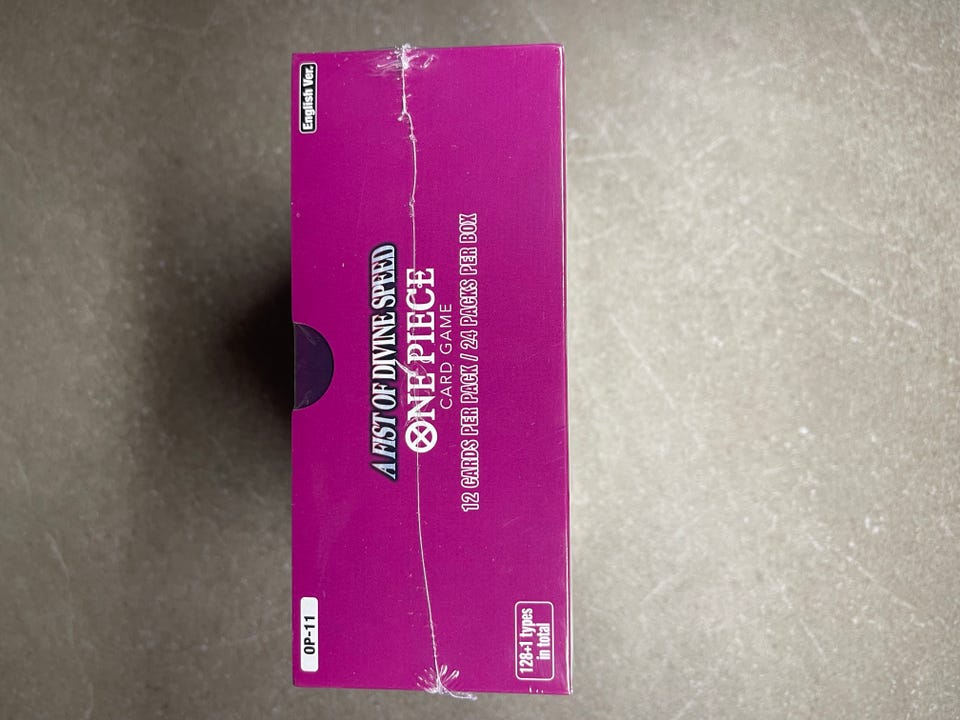 OP-11
English Ver.
A FIST OF DIVINE SPEED
ONE PIECE
CARD GAME
12 CARDS PER PACK / 24 PACKS PER BOX
128+1 types
in total